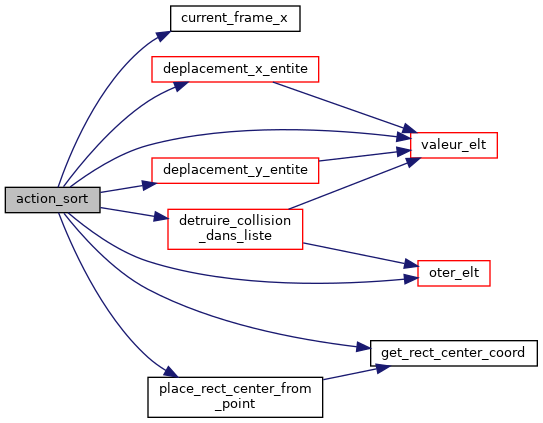 current_frame_x
deplacement_x_entite
valeur_elt
deplacement_y_entite
action_sort
detruire_collision
_dans_liste
oter_elt
get_rect_center_coord
place_rect_center_from
_point